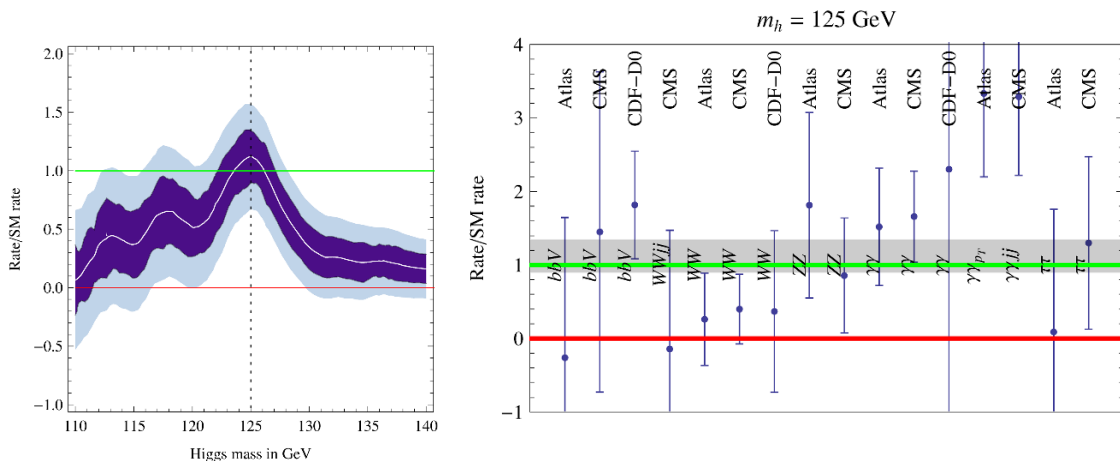 2.0
1.5
1.0
0.5
0.0
-0.5
-1.0
110
115
120
125
130
135
140
Rate/SM rate
Higgs mass in GeV
m_h = 125 GeV
4
3
2
1
0
-1
Rate/SM rate
Atlas
CMS
CDF-D0
CMS
Atlas
CMS
CDF-D0
Atlas
CMS
Atlas
CMS
CDF-D0
Atlas
CMS
Atlas
CMS
bbV
bbV
bbV
WWjj
WW
WW
WW
ZZ
ZZ
γγ
γγ
γγ
γγ p_T
γγjj
ττ
ττ